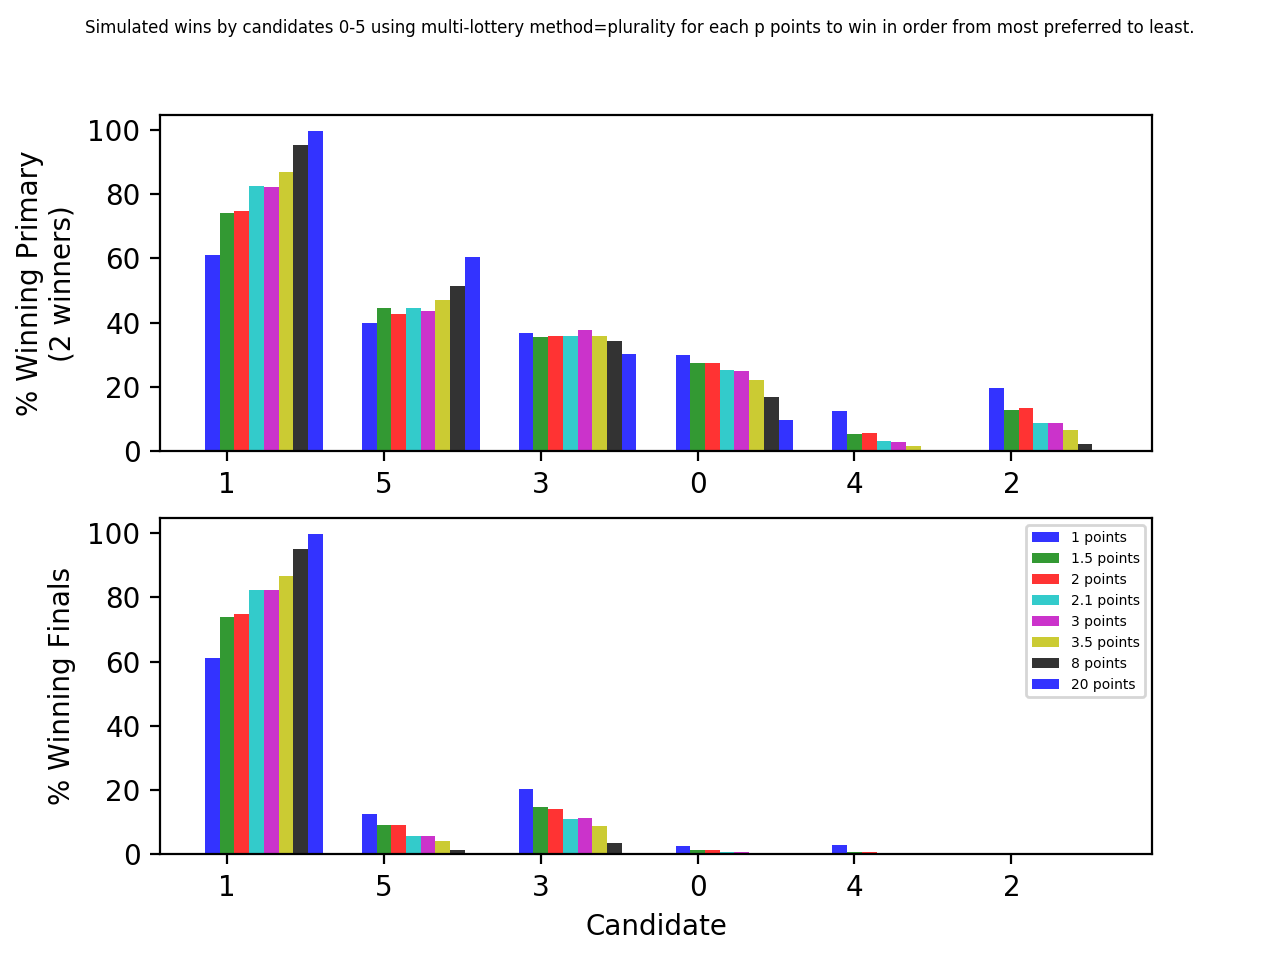 Simulated wins by candidates 0-5 using multi-lottery method=plurality for each p points to win in order from most preferred to least.
% Winning Primary
(2 winners)
100
80
60
40
20
0
1 5 3 0 4 2
% Winning Finals
100
80
60
40
20
0
1 points
1.5 points
2 points
2.1 points
3 points
3.5 points
8 points
20 points
1 5 3 0 4 2
Candidate